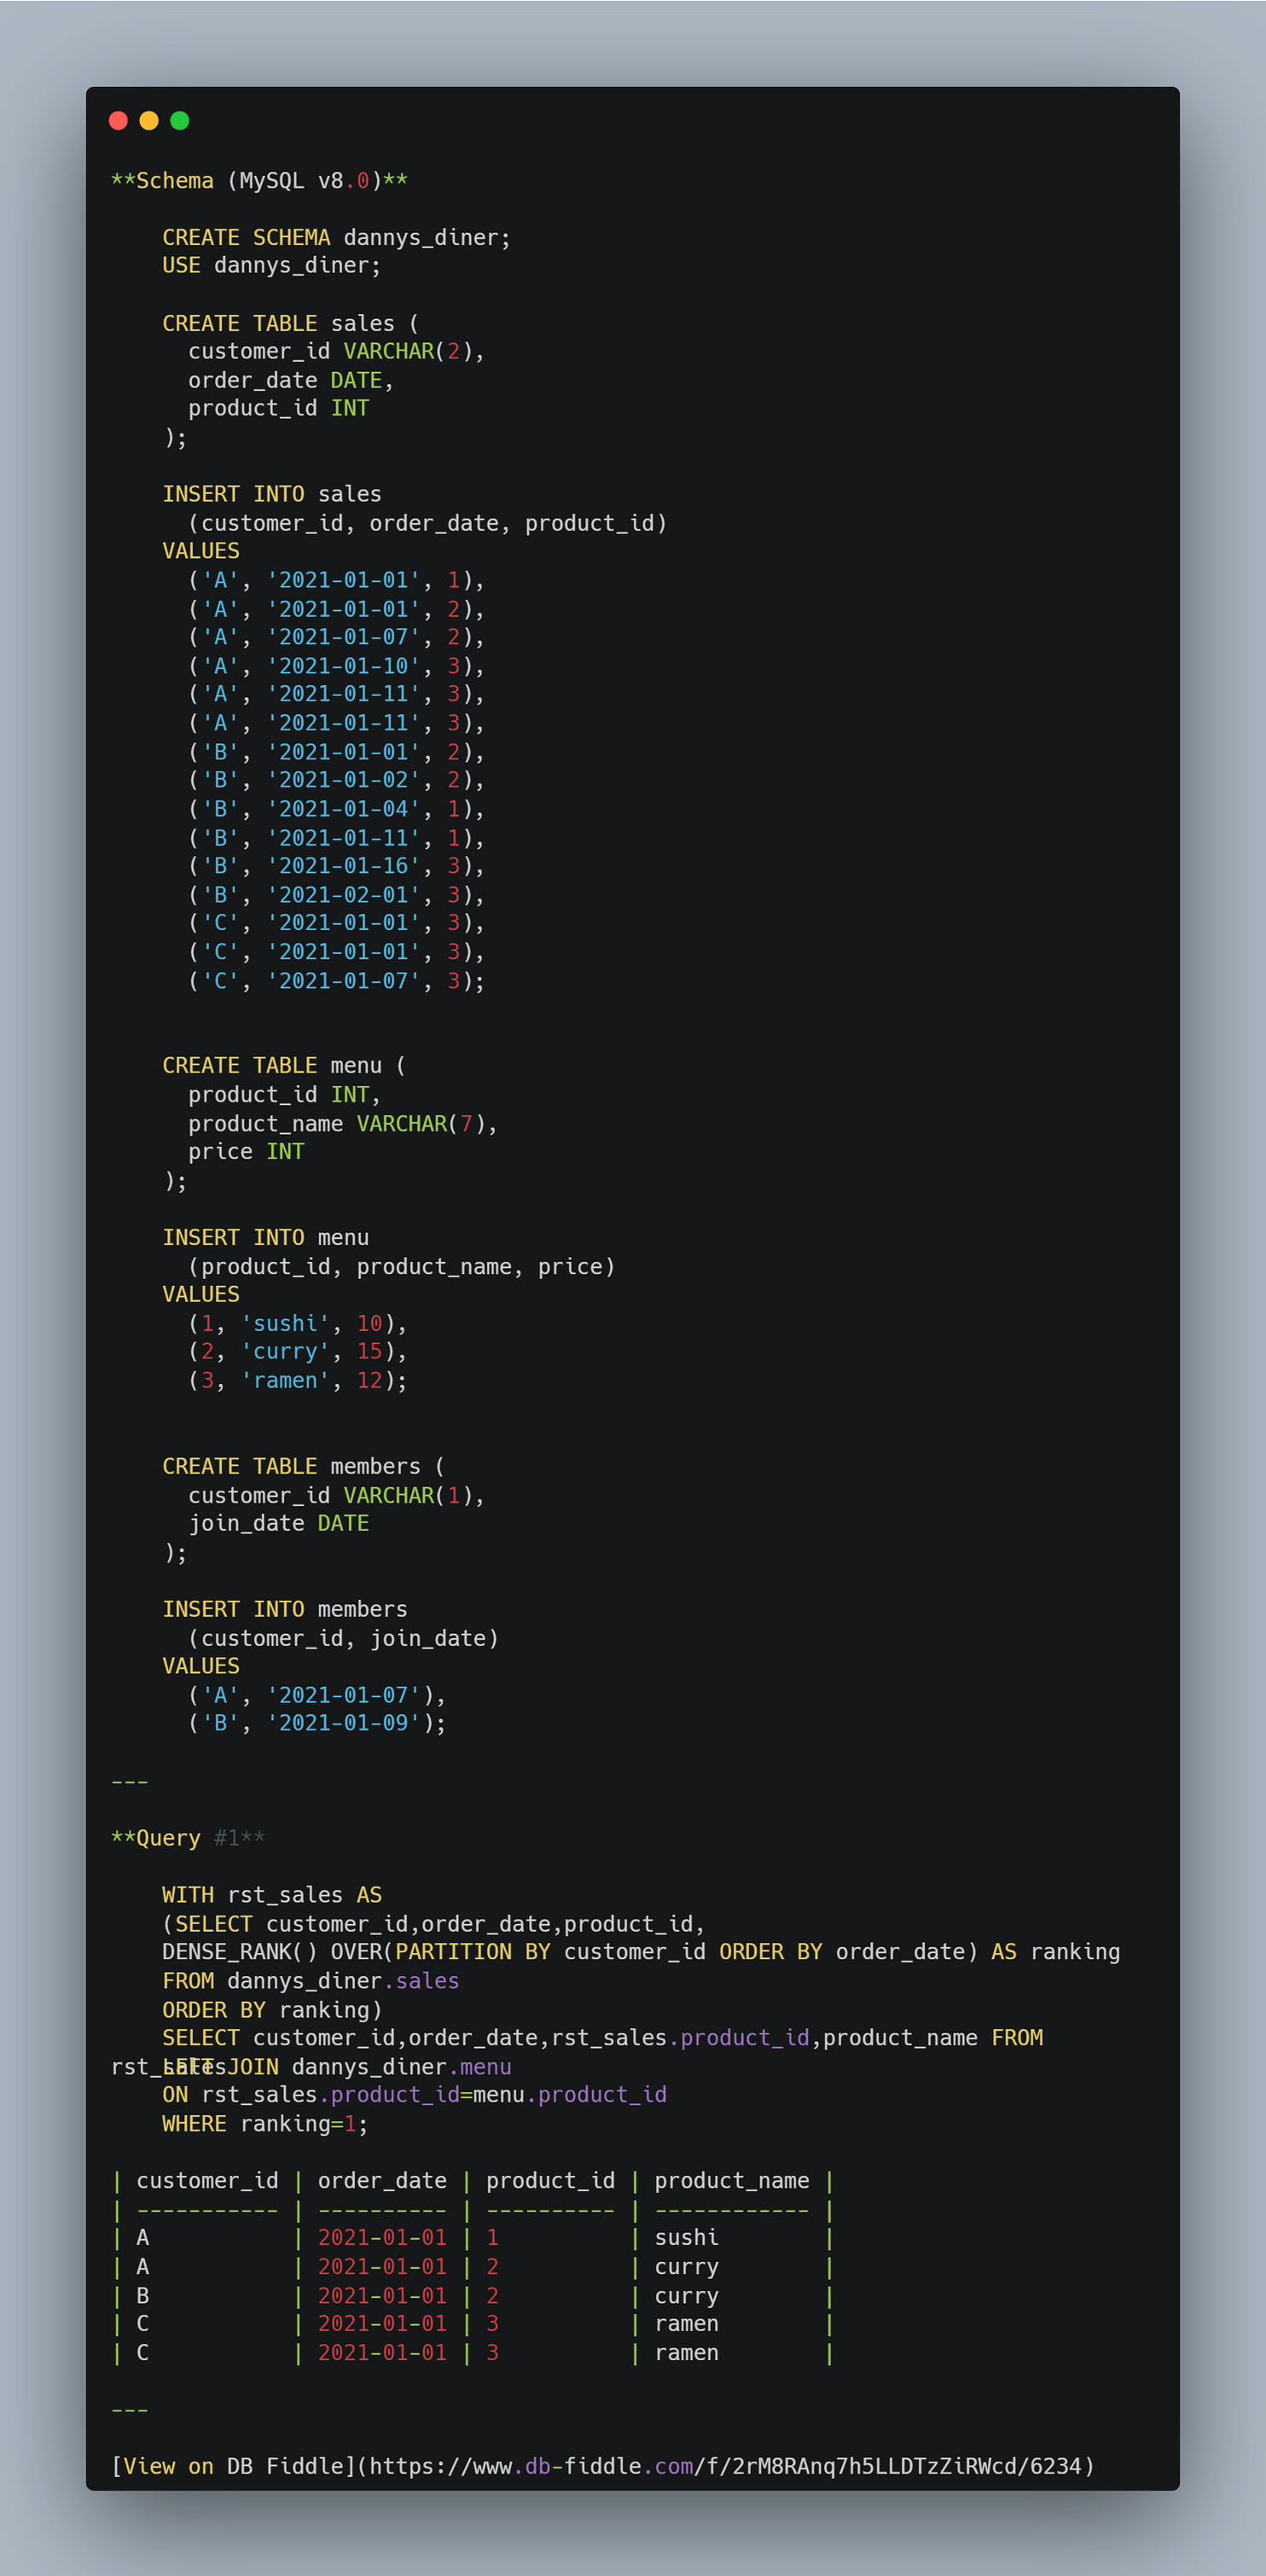 **Schema (MySQL v8.0)**

    CREATE SCHEMA dannys_diner;
    USE dannys_diner;

    CREATE TABLE sales (
      customer_id VARCHAR(2),
      order_date DATE,
      product_id INT
    );

    INSERT INTO sales
      (customer_id, order_date, product_id)
    VALUES
      ('A', '2021-01-01', 1),
      ('A', '2021-01-01', 2),
      ('A', '2021-01-07', 2),
      ('A', '2021-01-10', 3),
      ('A', '2021-01-11', 3),
      ('A', '2021-01-11', 3),
      ('B', '2021-01-01', 2),
      ('B', '2021-01-02', 2),
      ('B', '2021-01-04', 1),
      ('B', '2021-01-11', 1),
      ('B', '2021-01-16', 3),
      ('B', '2021-02-01', 3),
      ('C', '2021-01-01', 3),
      ('C', '2021-01-01', 3),
      ('C', '2021-01-07', 3);

    CREATE TABLE menu (
      product_id INT,
      product_name VARCHAR(7),
      price INT
    );

    INSERT INTO menu
      (product_id, product_name, price)
    VALUES
      (1, 'sushi', 10),
      (2, 'curry', 15),
      (3, 'ramen', 12);

    CREATE TABLE members (
      customer_id VARCHAR(1),
      join_date DATE
    );

    INSERT INTO members
      (customer_id, join_date)
    VALUES
      ('A', '2021-01-07'),
      ('B', '2021-01-09');

---

**Query #1**

    WITH rst_sales AS
    (SELECT customer_id,order_date,product_id,
    DENSE_RANK() OVER(PARTITION BY customer_id ORDER BY order_date) AS ranking
    FROM dannys_diner.sales
    ORDER BY ranking)
    SELECT customer_id,order_date,rst_sales.product_id,product_name FROM
rst_sales
    LEFT JOIN dannys_diner.menu
    ON rst_sales.product_id=menu.product_id
    WHERE ranking=1;

| customer_id | order_date | product_id | product_name |
| ----------- | ---------- | ---------- | ------------ |
| A           | 2021-01-01 | 1          | sushi        |
| A           | 2021-01-01 | 2          | curry        |
| B           | 2021-01-01 | 2          | curry        |
| C           | 2021-01-01 | 3          | ramen        |
| C           | 2021-01-01 | 3          | ramen        |

---

[View on DB Fiddle](https://www.db-fiddle.com/f/2rM8RAnq7h5LLDTzZiRWcd/6234)